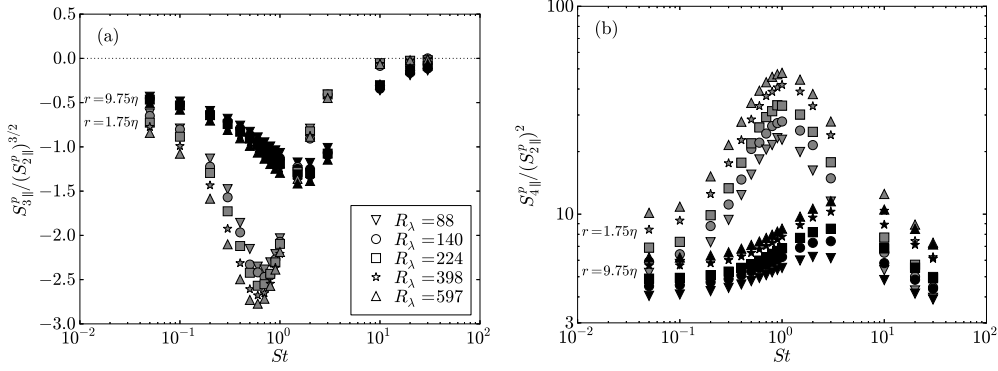 (a)
0.5
0.0
−0.5
−1.0
−1.5
−2.0
−2.5
−3.0
S^p_{3∥}/(S^p_{2∥})^{3/2}
r=9.75η
r=1.75η
R_λ=88
R_λ=140
R_λ=224
R_λ=398
R_λ=597
10^{−2} 10^{−1} 10^0 10^1 10^2
St
(b)
100
10
3
S^p_{4∥}/(S^p_{2∥})^2
r=1.75η
r=9.75η
10^{−2} 10^{−1} 10^0 10^1 10^2
St